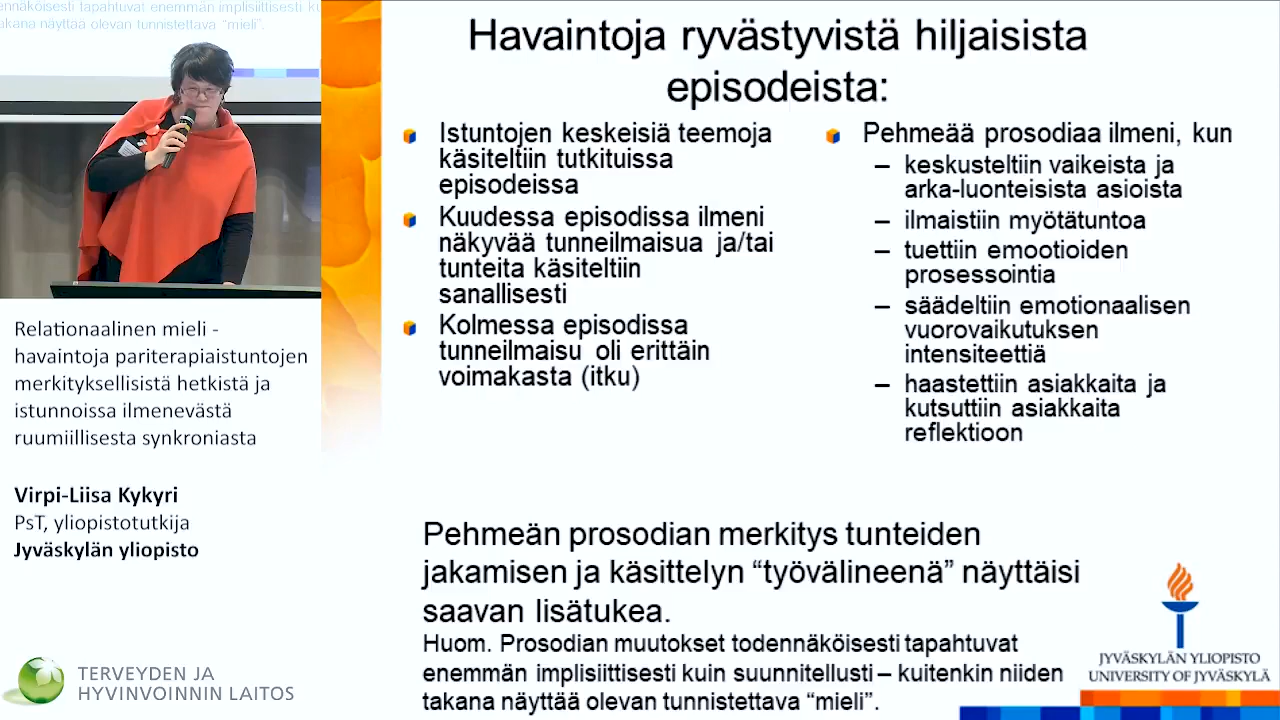 ennäköisesti tapahtuvat enemmän implisiittisesti ku
akana näyttää olevan tunnistettava “mieli”.
Havaintoja ryvästyvistä hiljaisista
episodeista:
Istuntojen keskeisiä teemoja
käsiteltiin tutkituissa
episodeissa
Kuudessa episodissa ilmeni
näkyvää tunneilmaisua ja/tai
tunteita käsiteltiin
sanallisesti
Kolmessa episodissa
tunneilmaisu oli erittäin
voimakasta (itku)
Pehmeää prosodiaa ilmeni, kun
– keskusteltiin vaikeista ja
arka-luonteisista asioista
– ilmaistiin myötätuntoa
– tuettiin emootioiden
prosessointia
– säädeltiin emotionaalisen
vuorovaikutuksen
intensiteettiä
– haastettiin asiakkaita ja
kutsuttiin asiakkaita
reflektioon
Pehmeän prosodian merkitys tunteiden
jakamisen ja käsittelyn “työvälineenä” näyttäisi
saavan lisätukea.
Huom. Prosodian muutokset todennäköisesti tapahtuvat
enemmän implisiittisesti kuin suunnitellusti – kuitenkin niiden
takana näyttää olevan tunnistettava “mieli”.
JYVÄSKYLÄN YLIOPISTO
UNIVERSITY OF JYVÄSKYLÄ
Relationaalinen mieli -
havaintoja pariterapiaistuntojen
merkityksellisistä hetkistä ja
istunnoissa ilmenevästä
ruumiillisesta synkroniasta
Virpi-Liisa Kykyri
PsT, yliopistotutkija
Jyväskylän yliopisto
TERVEYDEN JA
HYVINVOINNIN LAITOS